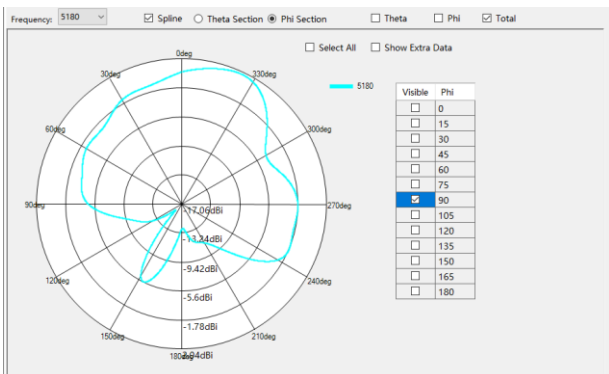 Frequency: 5180
Spline
Theta Section
Phi Section
Theta
Phi
Total
Select All
Show Extra Data
5180
0deg
30deg
330deg
60deg
300deg
90deg
270deg
120deg
240deg
150deg
210deg
180deg
-17.06dBi
-13.24dBi
-9.42dBi
-5.6dBi
-1.78dBi
Visible Phi
0
15
30
45
60
75
90
105
120
135
150
165
180